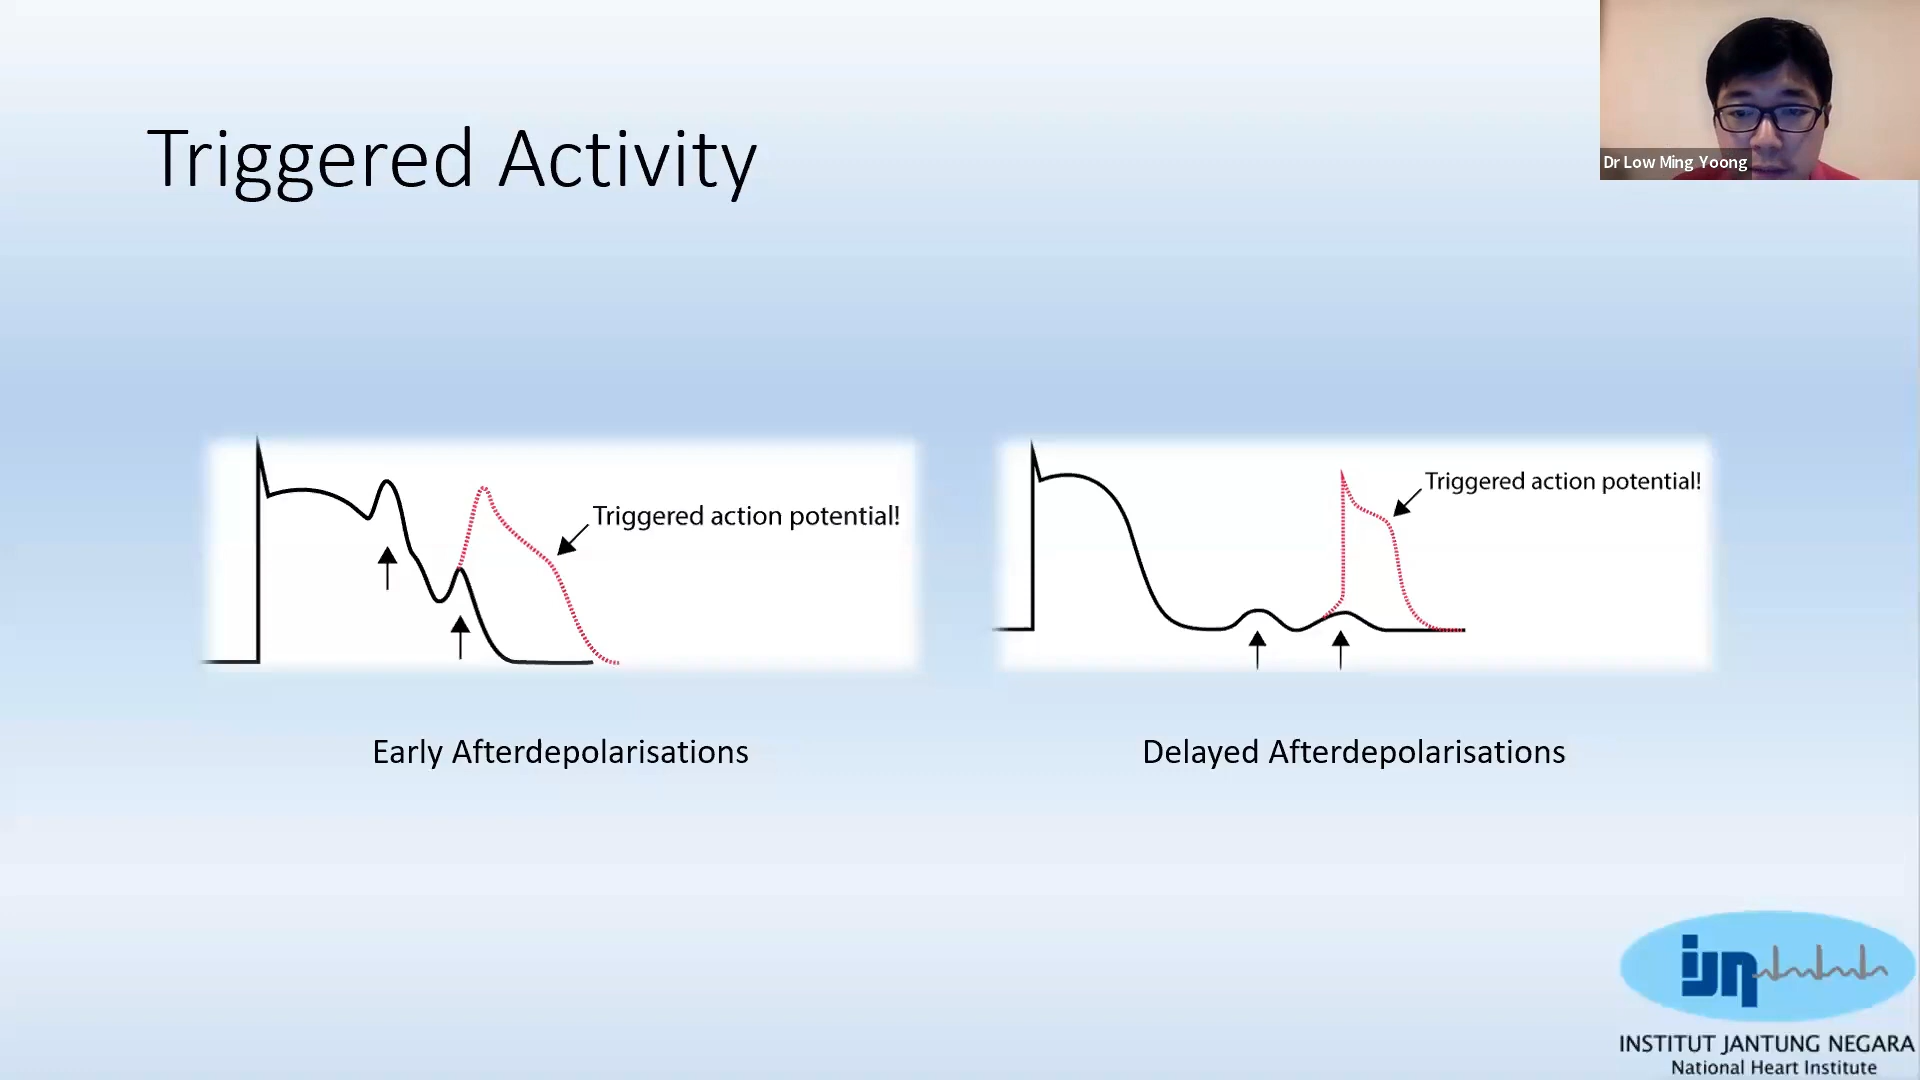 Triggered Activity
Dr Low Ming Yoong
Triggered action potential!
Triggered action potential!
Early Afterdepolarisations
Delayed Afterdepolarisations
ijn
INSTITUT JANTUNG NEGARA
National Heart Institute